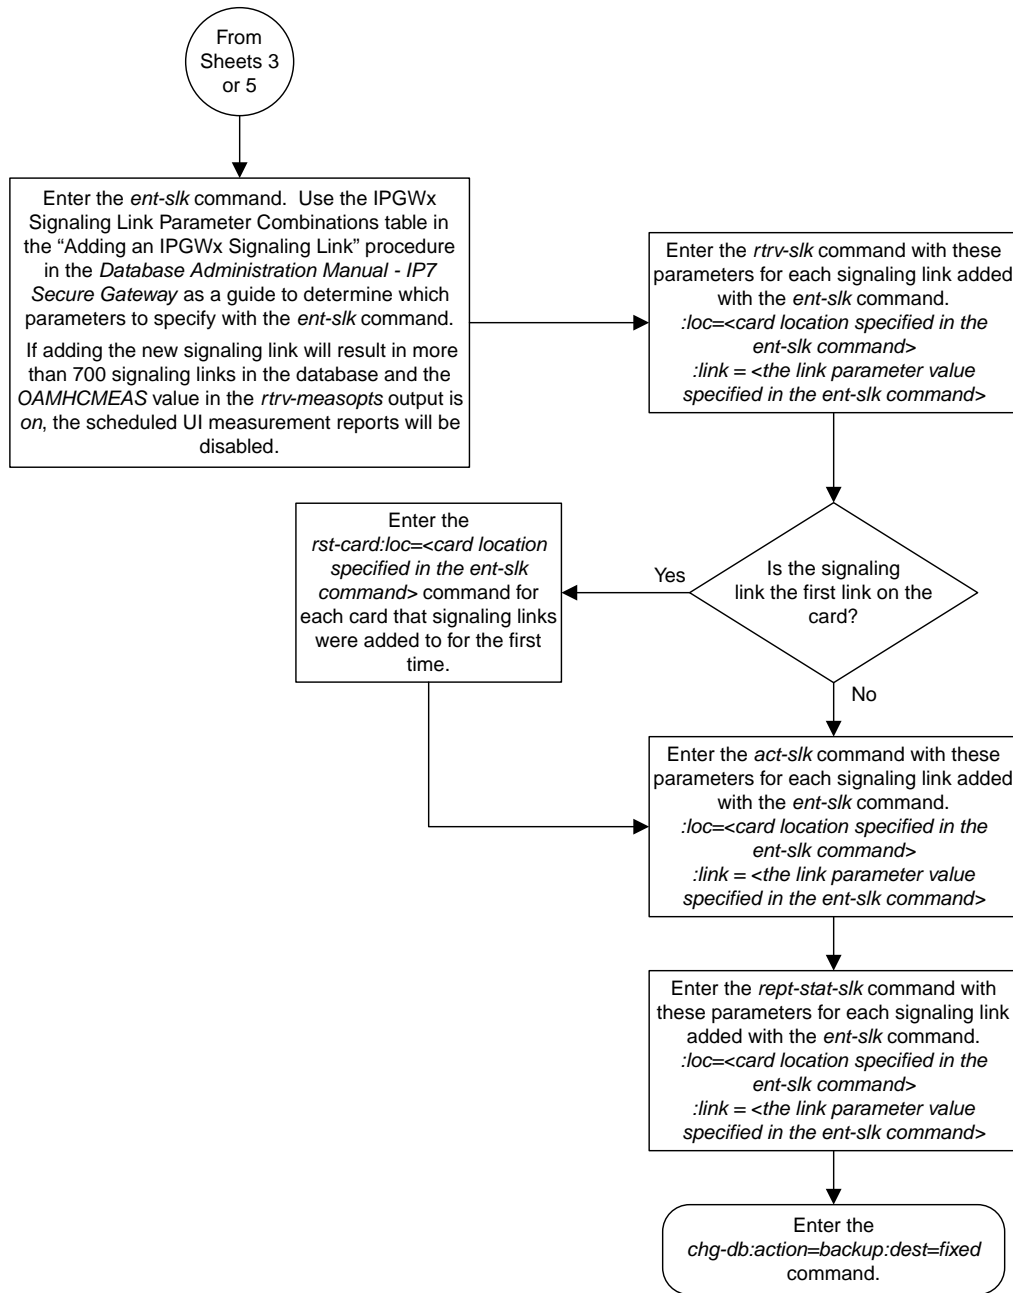 From
Sheets 3
or 5
Enter the ent-slk command.  Use the IPGWx
Signaling Link Parameter Combinations table in
the “Adding an IPGWx Signaling Link” procedure
in the Database Administration Manual - IP7
Secure Gateway as a guide to determine which
parameters to specify with the ent-slk command.
If adding the new signaling link will result in more
than 700 signaling links in the database and the
OAMHCMEAS value in the rtrv-measopts output is
on, the scheduled UI measurement reports will be
disabled.
Enter the rtrv-slk command with these
parameters for each signaling link added
with the ent-slk command.
:loc=<card location specified in the
ent-slk command>
:link = <the link parameter value
specified in the ent-slk command>
Is the signaling
link the first link on the
card?
Yes
No
Enter the
rst-card:loc=<card location
specified in the ent-slk
command> command for
each card that signaling links
were added to for the first
time.
Enter the act-slk command with these
parameters for each signaling link added
with the ent-slk command.
:loc=<card location specified in the
ent-slk command>
:link = <the link parameter value
specified in the ent-slk command>
Enter the rept-stat-slk command with
these parameters for each signaling link
added with the ent-slk command.
:loc=<card location specified in the
ent-slk command>
:link = <the link parameter value
specified in the ent-slk command>
Enter the
chg-db:action=backup:dest=fixed
command.